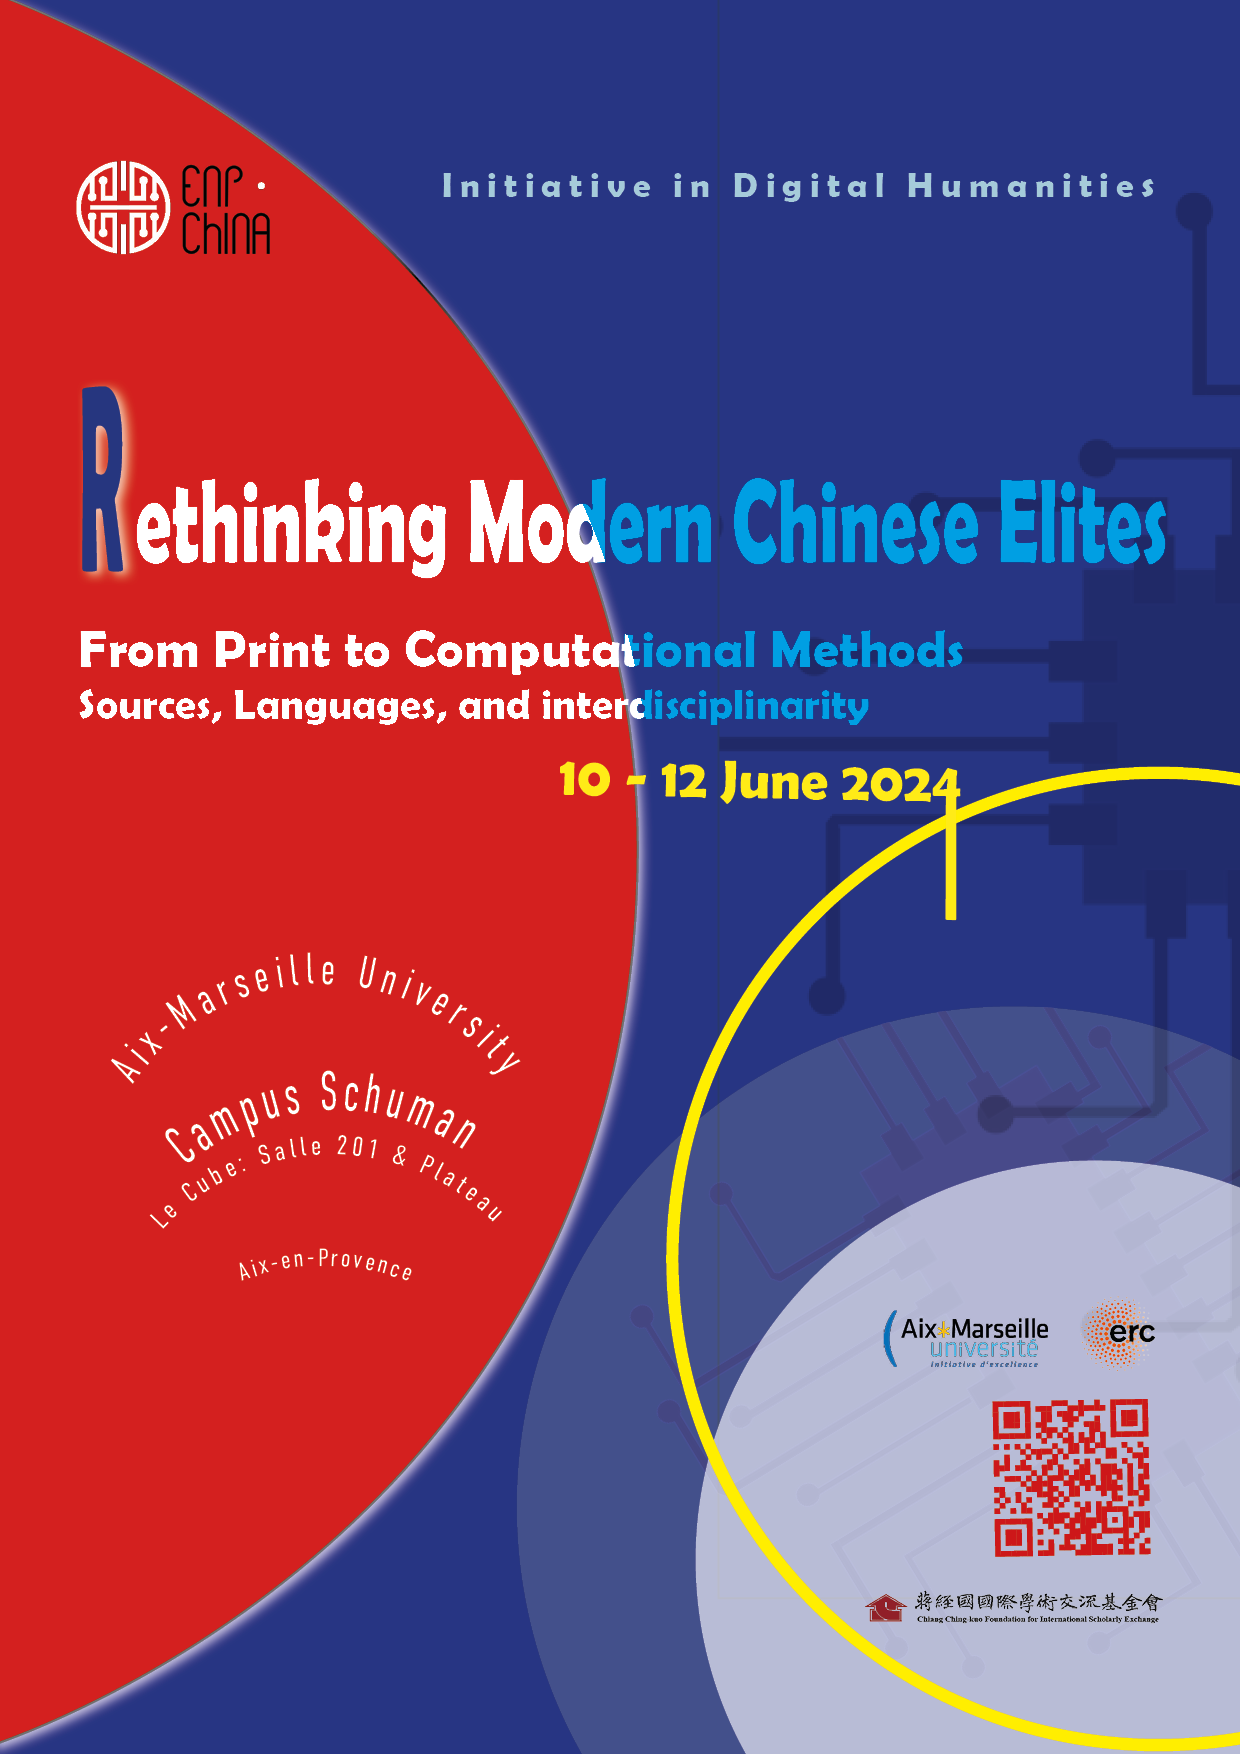 ENP
CHINA
Initiative in Digital Humanities
Rethinking Modern Chinese Elites
From Print to Computational Methods
Sources, Languages, and interdisciplinarity
10 - 12 June 2024
Aix-Marseille University
Campus Schuman
Le Cube: Salle 201 & Plateau
Aix-en-Provence
Aix*Marseille
université
initiative d'excellence
erc
蔣經國國際學術交流基金會
Chiang Ching-kuo Foundation for International Scholarly Exchange